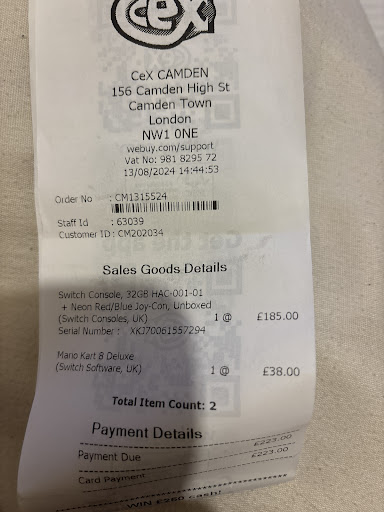 CeX
CeX CAMDEN
156 Camden High St
Camden Town
London
NW1 0NE
webuy.com/support
Vat No: 981 8295 72
13/08/2024 14:44:53
Order No : CM1315524
Staff Id : 63039
Customer ID : CM202034
Sales Goods Details
Switch Console, 32GB HAC-001-01
+ Neon Red/Blue Joy-Con, Unboxed
(Switch Consoles, UK) 1 @ £185.00
Serial Number : XKJ70061557294
Mario Kart 8 Deluxe
(Switch Software, UK) 1 @ £38.00
Total Item Count: 2
Payment Details
Payment Due £223.00
Card Payment £223.00
WIN £260 cash!